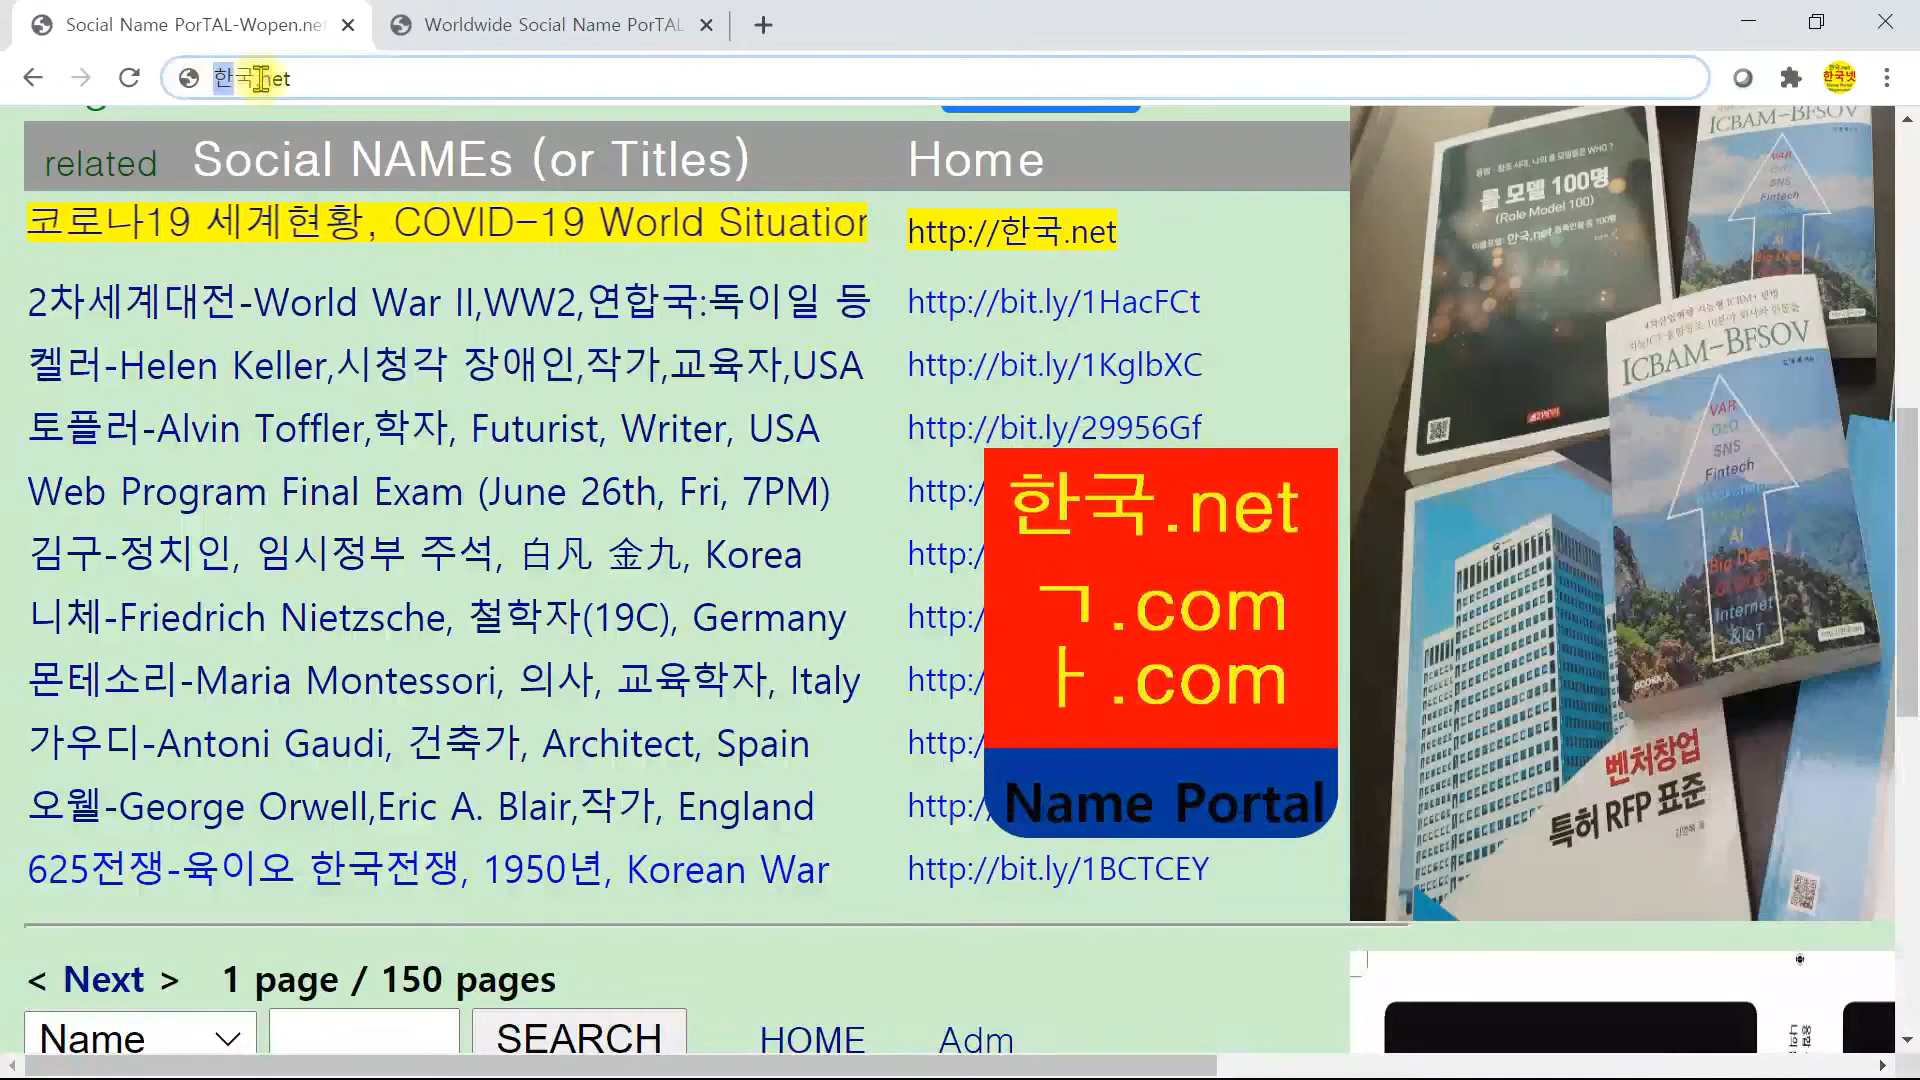 Social Name PorTAL-Wopen.net
Worldwide Social Name PorTAL
한국.net
한국넷
related Social NAMEs (or Titles) Home
코로나19 세계현황, COVID-19 World Situation http://한국.net
2차세계대전-World War II,WW2,연합국:독이일 등 http://bit.ly/1HacFCt
켈러-Helen Keller,시청각 장애인,작가,교육자,USA http://bit.ly/1KglbXC
토플러-Alvin Toffler,학자, Futurist, Writer, USA http://bit.ly/29956Gf
Web Program Final Exam (June 26th, Fri, 7PM) http:/
김구-정치인, 임시정부 주석, 白凡 金九, Korea http:/
니체-Friedrich Nietzsche, 철학자(19C), Germany http:/
몬테소리-Maria Montessori, 의사, 교육학자, Italy http:/
가우디-Antoni Gaudi, 건축가, Architect, Spain http:/
오웰-George Orwell,Eric A. Blair,작가, England http:/
625전쟁-육이오 한국전쟁, 1950년, Korean War http://bit.ly/1BCTCEY
한국.net
ㄱ.com
ㅏ.com
Name Portal
< Next > 1 page / 150 pages
Name SEARCH HOME Adm
롤 모델 100명
(Role Model 100)
ICBAM-BFSOV
VAR
SNS
Fintech
ICBAM-BFSOV
VAR
O2O
SNS
Fintech
AI
Big Data
CLOUD
Internet
&IoT
BOOKK
벤처창업
특허 RFP 표준